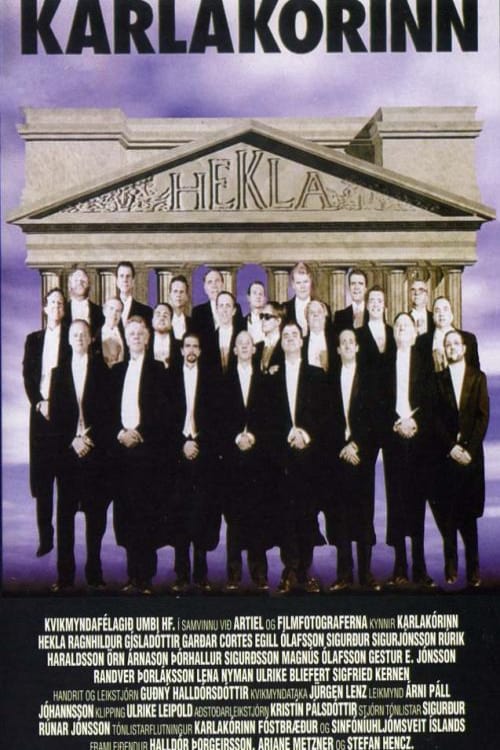 KARLAKÓRINN
HEKLA
KVIKMYNDAFÉLAGIÐ UMBI HF. Í SAMVINNU VIÐ ARTIEL OG FILMFOTOGRAFERNA KYNNIR KARLAKÓRINN
HEKLA RAGNHILDUR GÍSLADÓTTIR GARÐAR CORTES EGILL ÓLAFSSON SIGURÐUR SIGURJÓNSSON RÚRIK
HARALDSSON ÖRN ÁRNASON ÞÓRHALLUR SIGURÐSSON MAGNÚS ÓLAFSSON GESTUR E. JÓNSSON
RANDVER ÞORLÁKSSON LENA NYMAN ULRIKE BLIEFERT SIGFRIED KERNEN
HANDRIT OG LEIKSTJÓRN GUÐNÝ HALLDÓRSDÓTTIR KVIKMYNDATAKA JÜRGEN LENZ LEIKMYND ÁRNI PÁLL
JÓHANNSSON KLIPPING ULRIKE LEIPOLD AÐSTOÐARLEIKSTJÓRN KRISTÍN PÁLSDÓTTIR STJÓRN TÓNLISTAR SIGURÐUR
RÚNAR JÓNSSON TÓNLISTARFLUTNINGUR KARLAKÓRINN FÓSTBRÆÐUR OG SINFÓNÍUHLJÓMSVEIT ÍSLANDS
FRAMLEIÐENDUR HALLDÓR ÞORGEIRSSON, ARIANE METZNER OG STEFAN HENCZ